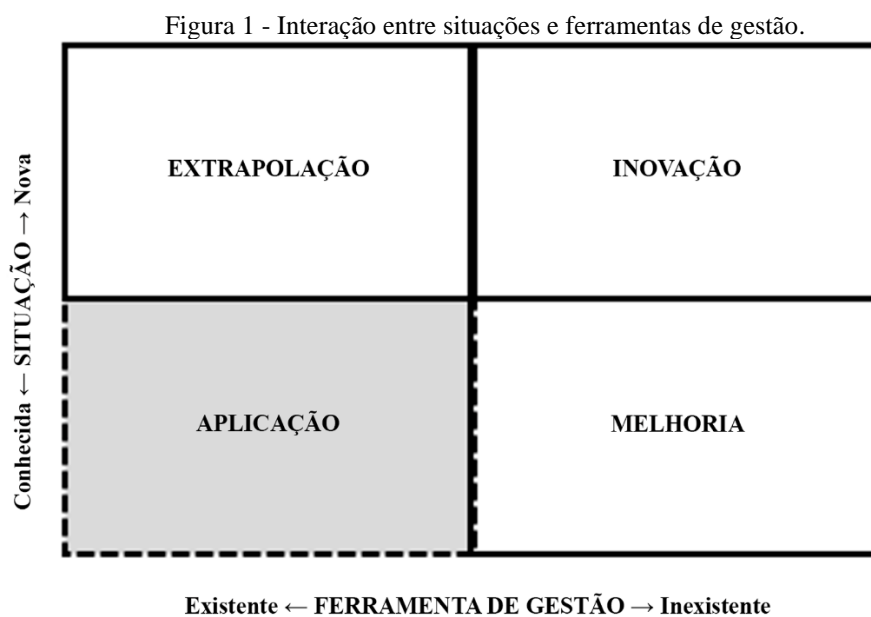 Figura 1 - Interação entre situações e ferramentas de gestão.
Conhecida ← SITUAÇÃO → Nova
EXTRAPOLAÇÃO
INOVAÇÃO
APLICAÇÃO
MELHORIA
Existente ← FERRAMENTA DE GESTÃO → Inexistente